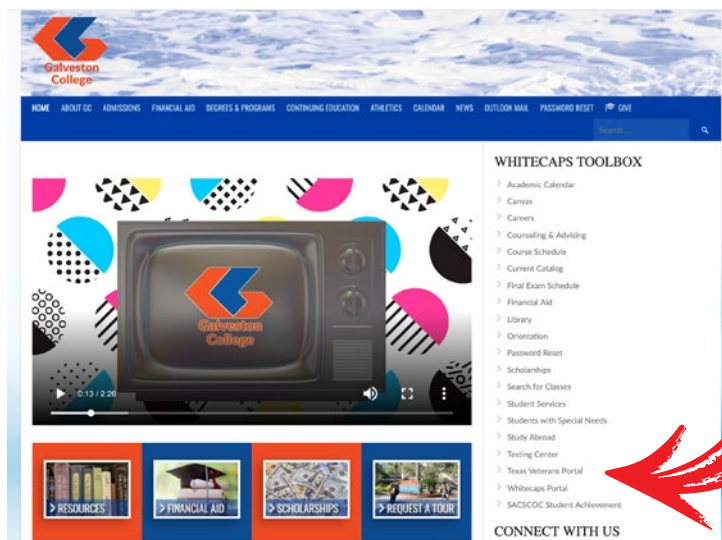 Galveston
College
HOME ABOUT GC ADMISSIONS FINANCIAL AID DEGREES & PROGRAMS CONTINUING EDUCATION ATHLETICS CALENDAR NEWS OUTLOOK MAIL PASSWORD RESET GIVE
Search ...
WHITECAPS TOOLBOX
Academic Calendar
Canvas
Careers
Counseling & Advising
Course Schedule
Current Catalog
Final Exam Schedule
Financial Aid
Library
Orientation
Password Reset
Scholarships
Search for Classes
Student Services
Students with Special Needs
Study Abroad
Testing Center
Texas Veterans Portal
Whitecaps Portal
SACSCOC Student Achievement
CONNECT WITH US
Galveston
College
0:13 / 2:26
> RESOURCES
> FINANCIAL AID
> SCHOLARSHIPS
> REQUEST A TOUR